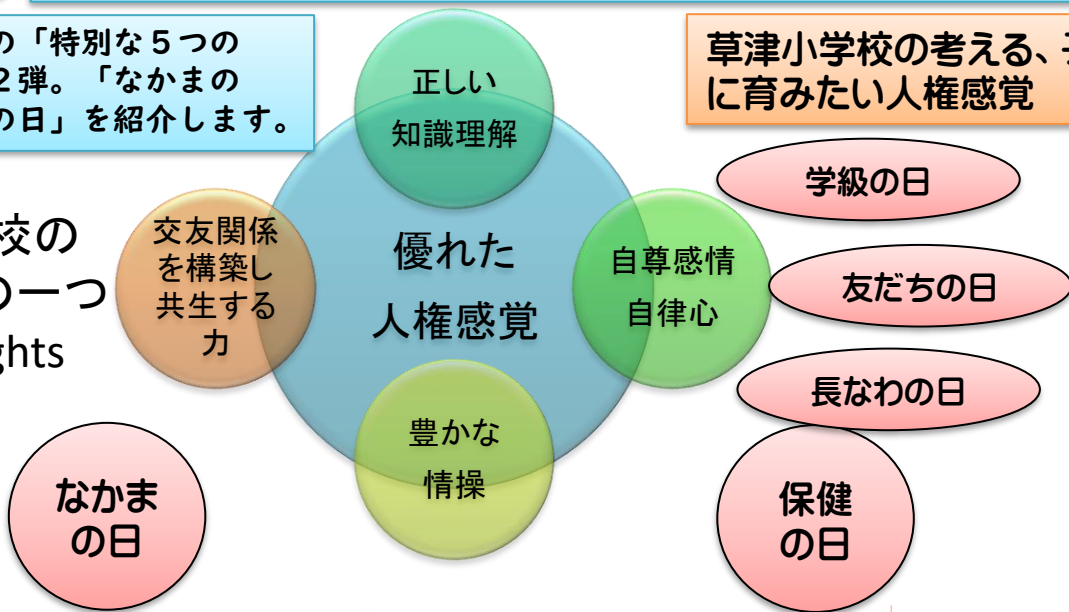 の「特別な５つの
２弾。「なかまの
の日」を紹介します。
草津小学校の考える、子
に育みたい人権感覚
校の
の一つ
ghts
正しい
知識理解
交友関係
を構築し
共生する
力
優れた
人権感覚
自尊感情
自律心
豊かな
情操
学級の日
友だちの日
長なわの日
なかま
の日
保健
の日